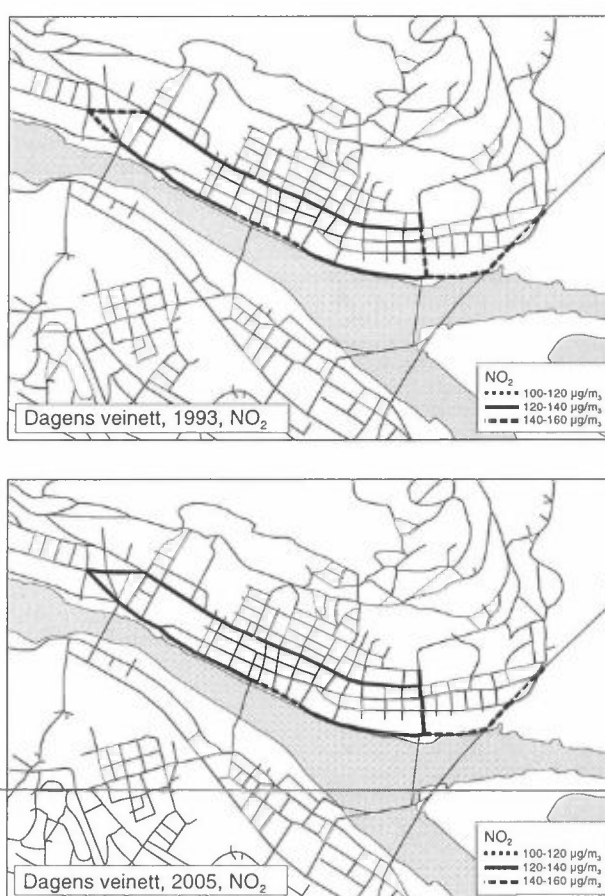 NO₂
100-120 µg/m₃
120-140 µg/m₃
140-160 µg/m₃
Dagens veinett, 1993, NO₂
NO₂
100-120 µg/m₃
120-140 µg/m₃
140-160 µg/m₃
Dagens veinett, 2005, NO₂